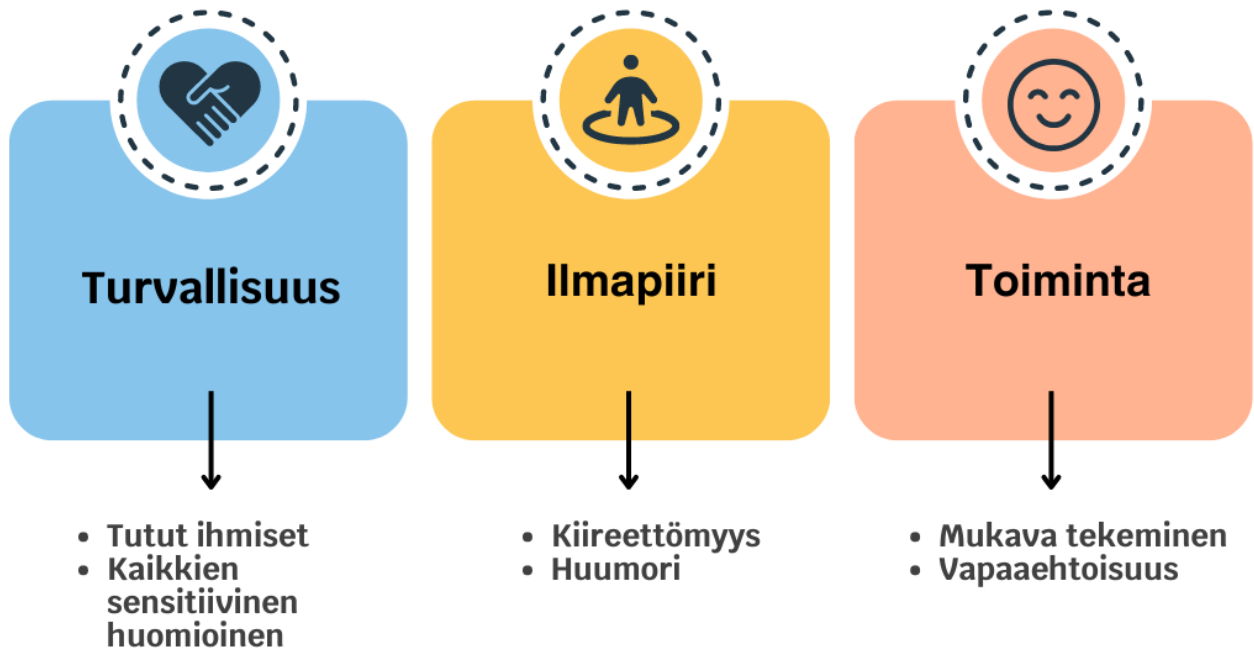 Turvallisuus
Ilmapiiri
Toiminta
• Tutut ihmiset
• Kaikkien
sensitiivinen
huomioinen
• Kiireettömyys
• Huumori
• Mukava tekeminen
• Vapaaehtoisuus